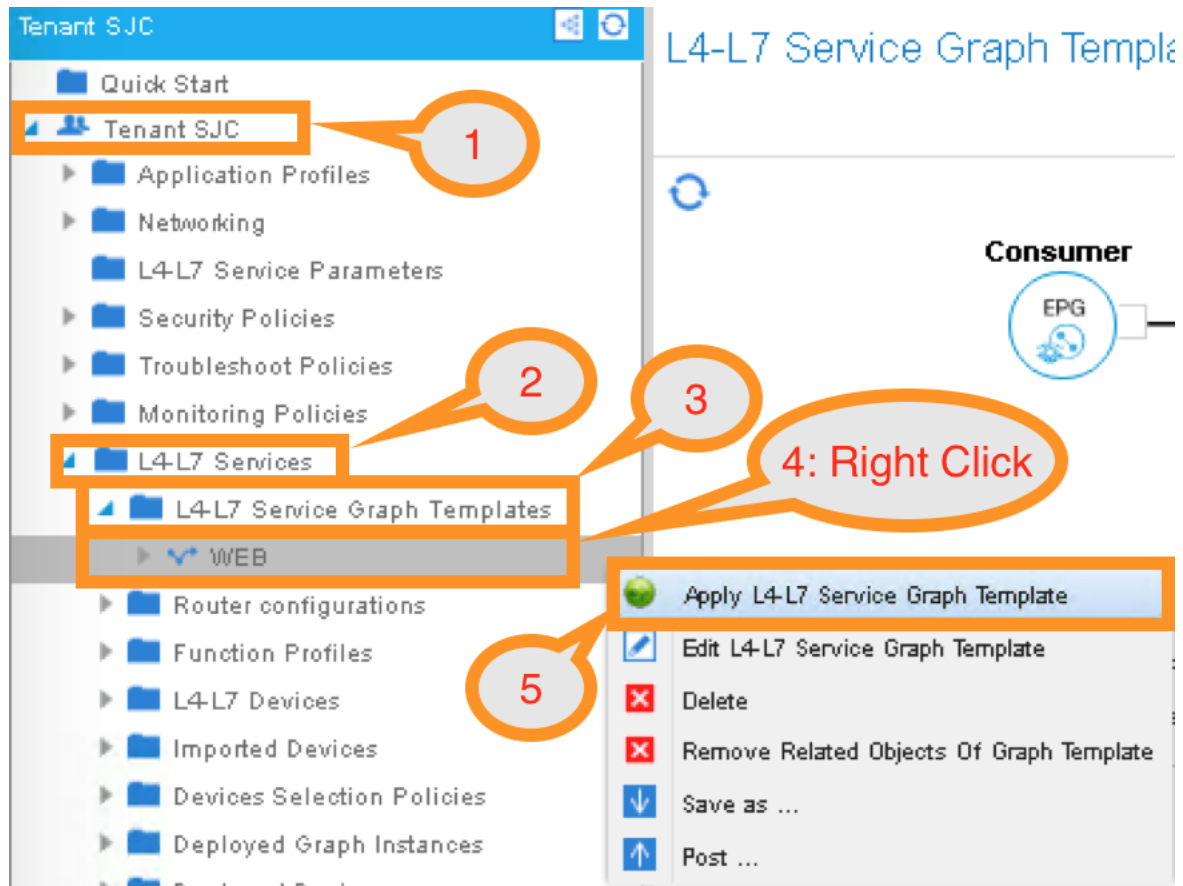 Tenant SJC
L4-L7 Service Graph Templa
Quick Start
Tenant SJC
1
Application Profiles
Networking
Consumer
L4-L7 Service Parameters
EPG
Security Policies
Troubleshoot Policies
2
3
Monitoring Policies
L4-L7 Services
4: Right Click
L4-L7 Service Graph Templates
WEB
Apply L4-L7 Service Graph Template
Router configurations
Edit L4-L7 Service Graph Template
Function Profiles
5
L4-L7 Devices
Delete
Imported Devices
Remove Related Objects Of Graph Template
Devices Selection Policies
Save as ...
Deployed Graph Instances
Post ...